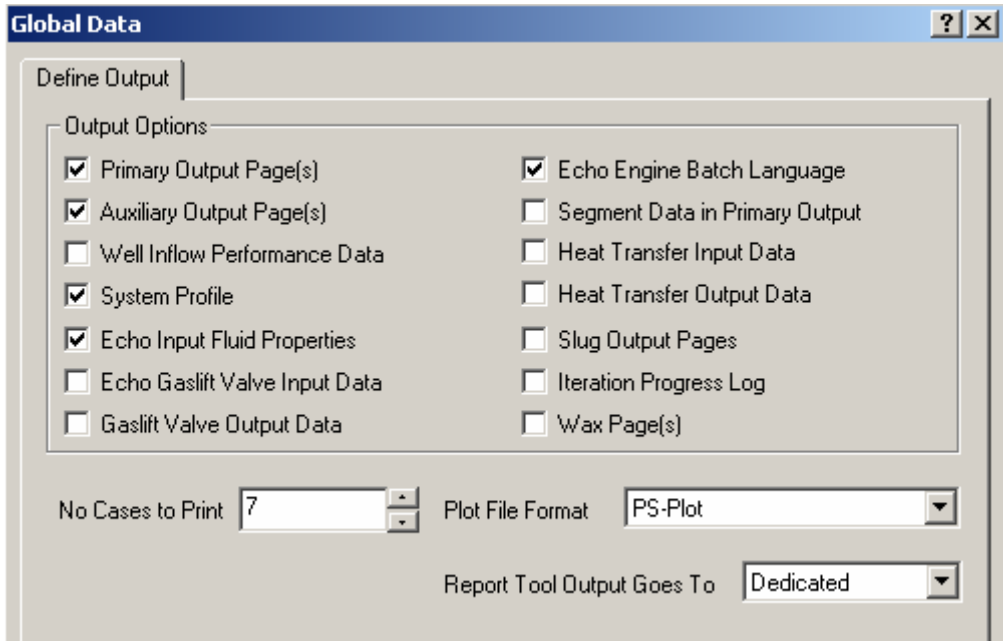 Global Data
Define Output
Output Options
Primary Output Page(s)
Auxiliary Output Page(s)
Well Inflow Performance Data
System Profile
Echo Input Fluid Properties
Echo Gaslift Valve Input Data
Gaslift Valve Output Data
Echo Engine Batch Language
Segment Data in Primary Output
Heat Transfer Input Data
Heat Transfer Output Data
Slug Output Pages
Iteration Progress Log
Wax Page(s)
No Cases to Print 7
Plot File Format PS-Plot
Report Tool Output Goes To Dedicated